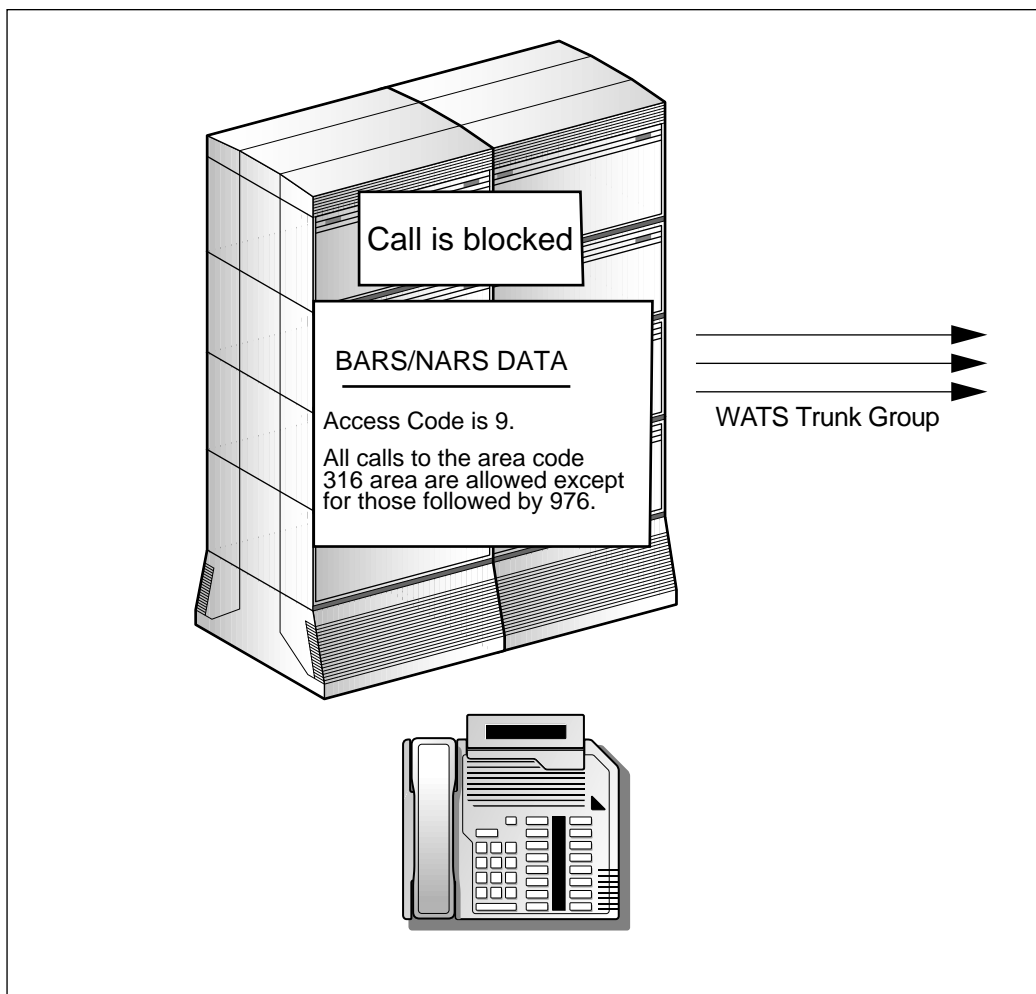 Call is blocked
BARS/NARS DATA
Access Code is 9.
All calls to the area code
316 area are allowed except
for those followed by 976.
WATS Trunk Group